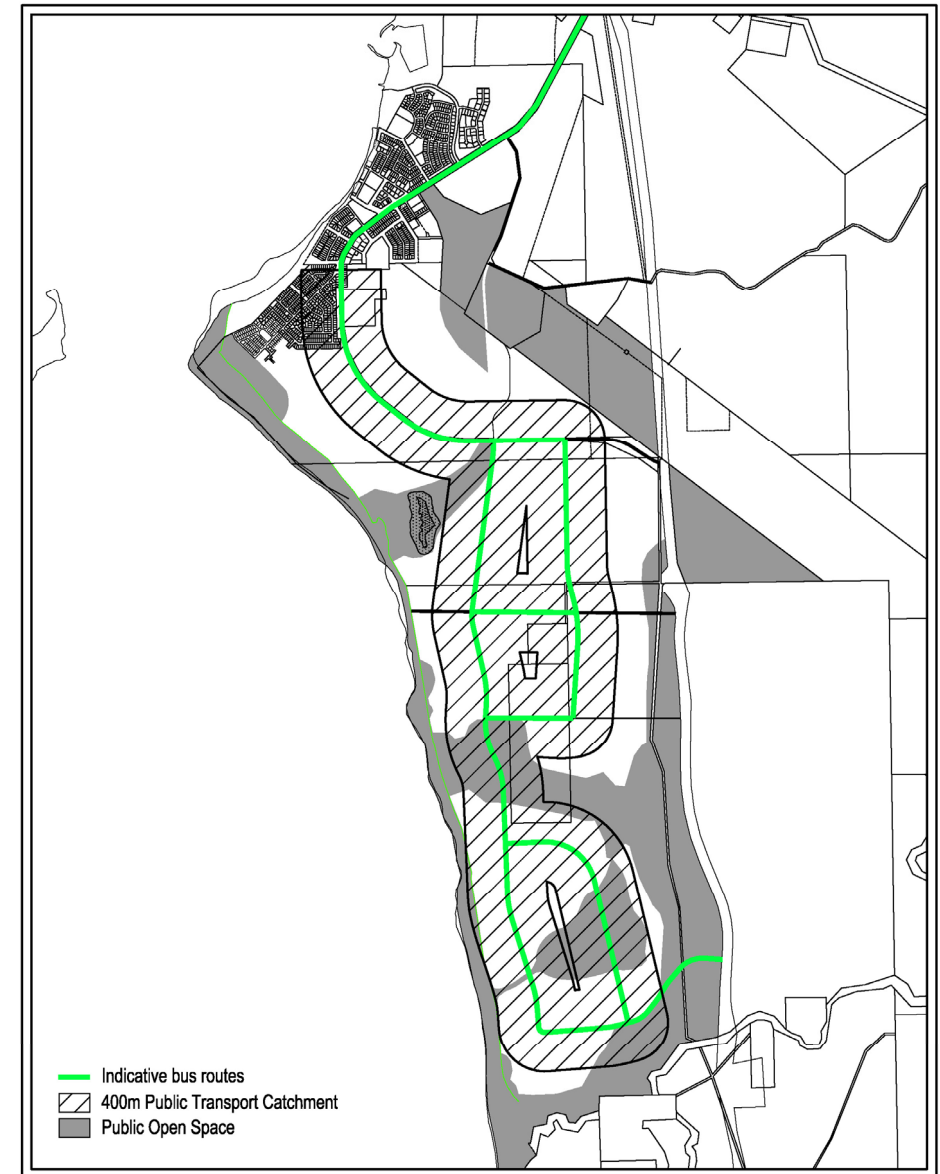 Indicative bus routes
400m Public Transport Catchment
Public Open Space